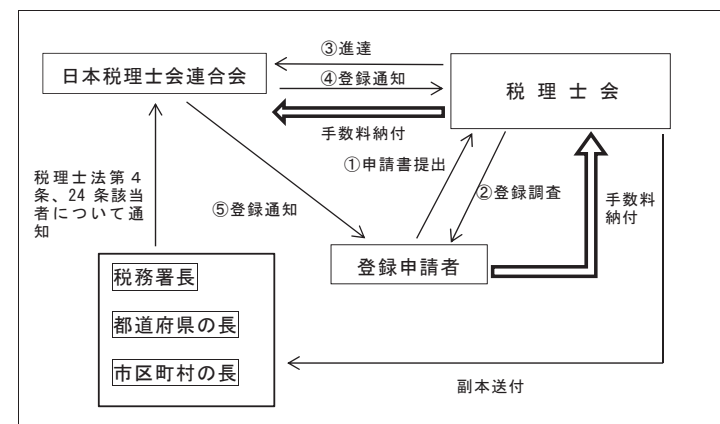 ③進達
日本税理士会連合会
④登録通知
税 理 士 会
手数料納付
①申請書提出
税理士法第４
条、24 条該当
者について通
知
⑤登録通知
②登録調査
手数料
納付
登録申請者
税務署長
都道府県の長
市区町村の長
副本送付